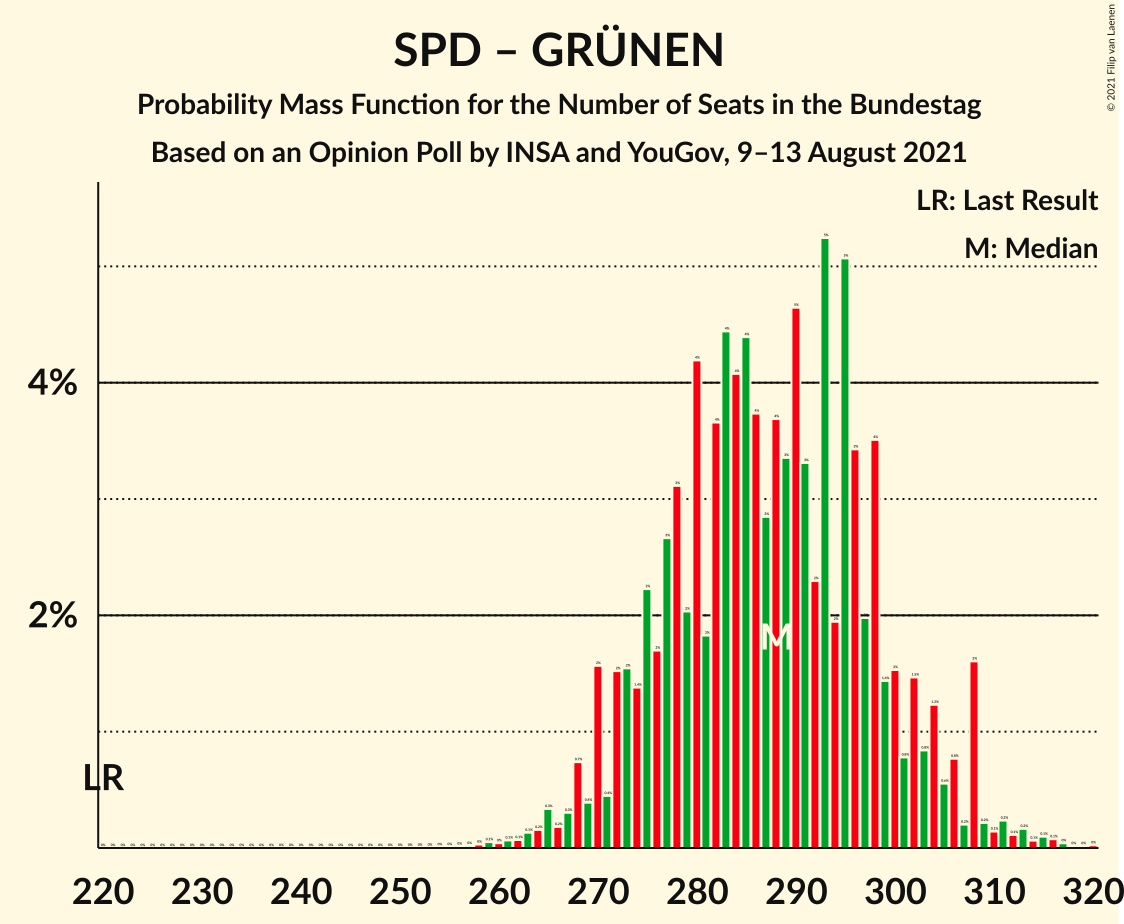 SPD – GRÜNEN
Probability Mass Function for the Number of Seats in the Bundestag
Based on an Opinion Poll by INSA and YouGov, 9–13 August 2021
© 2021 Filip van Laenen
LR: Last Result
M: Median
4%
2%
M
LR
220 230 240 250 260 270 280 290 300 310 320